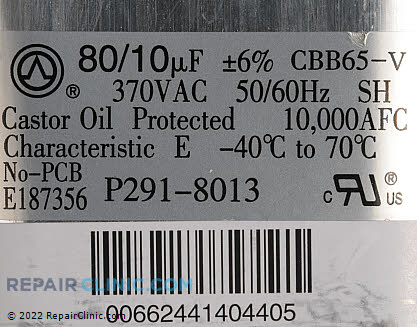 80/10µF ±6% CBB65-V
® 370VAC 50/60Hz SH
Castor Oil Protected 10,000AFC
Characteristic E -40℃ to 70℃
No-PCB
E187356 P291-8013 c RU ® US
REPAIRCLINIC.COM
00662441404405
© 2022 RepairClinic.com